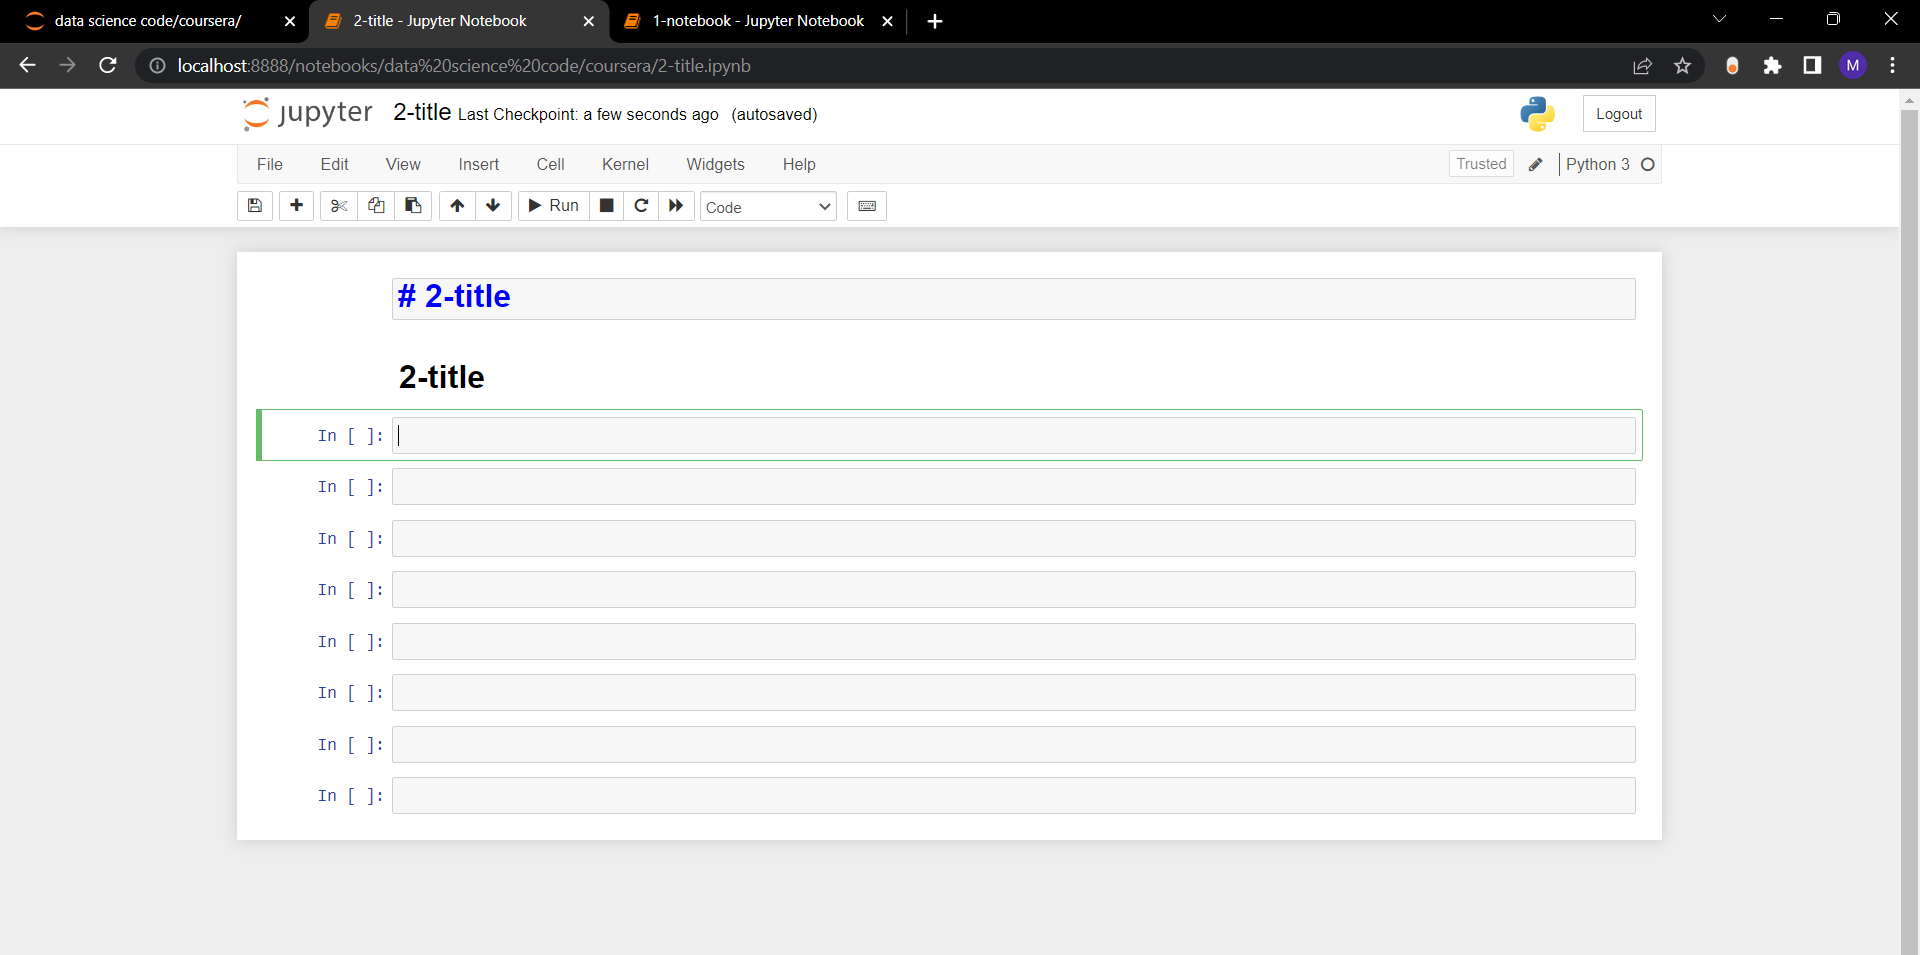 data science code/coursera/
2-title - Jupyter Notebook
1-notebook - Jupyter Notebook
localhost:8888/notebooks/data%20science%20code/coursera/2-title.ipynb
M
jupyter 2-title Last Checkpoint: a few seconds ago (autosaved)
Logout
File Edit View Insert Cell Kernel Widgets Help
Trusted
Python 3
Run
Code
# 2-title
2-title
In [ ]:
In [ ]:
In [ ]:
In [ ]:
In [ ]:
In [ ]:
In [ ]:
In [ ]: